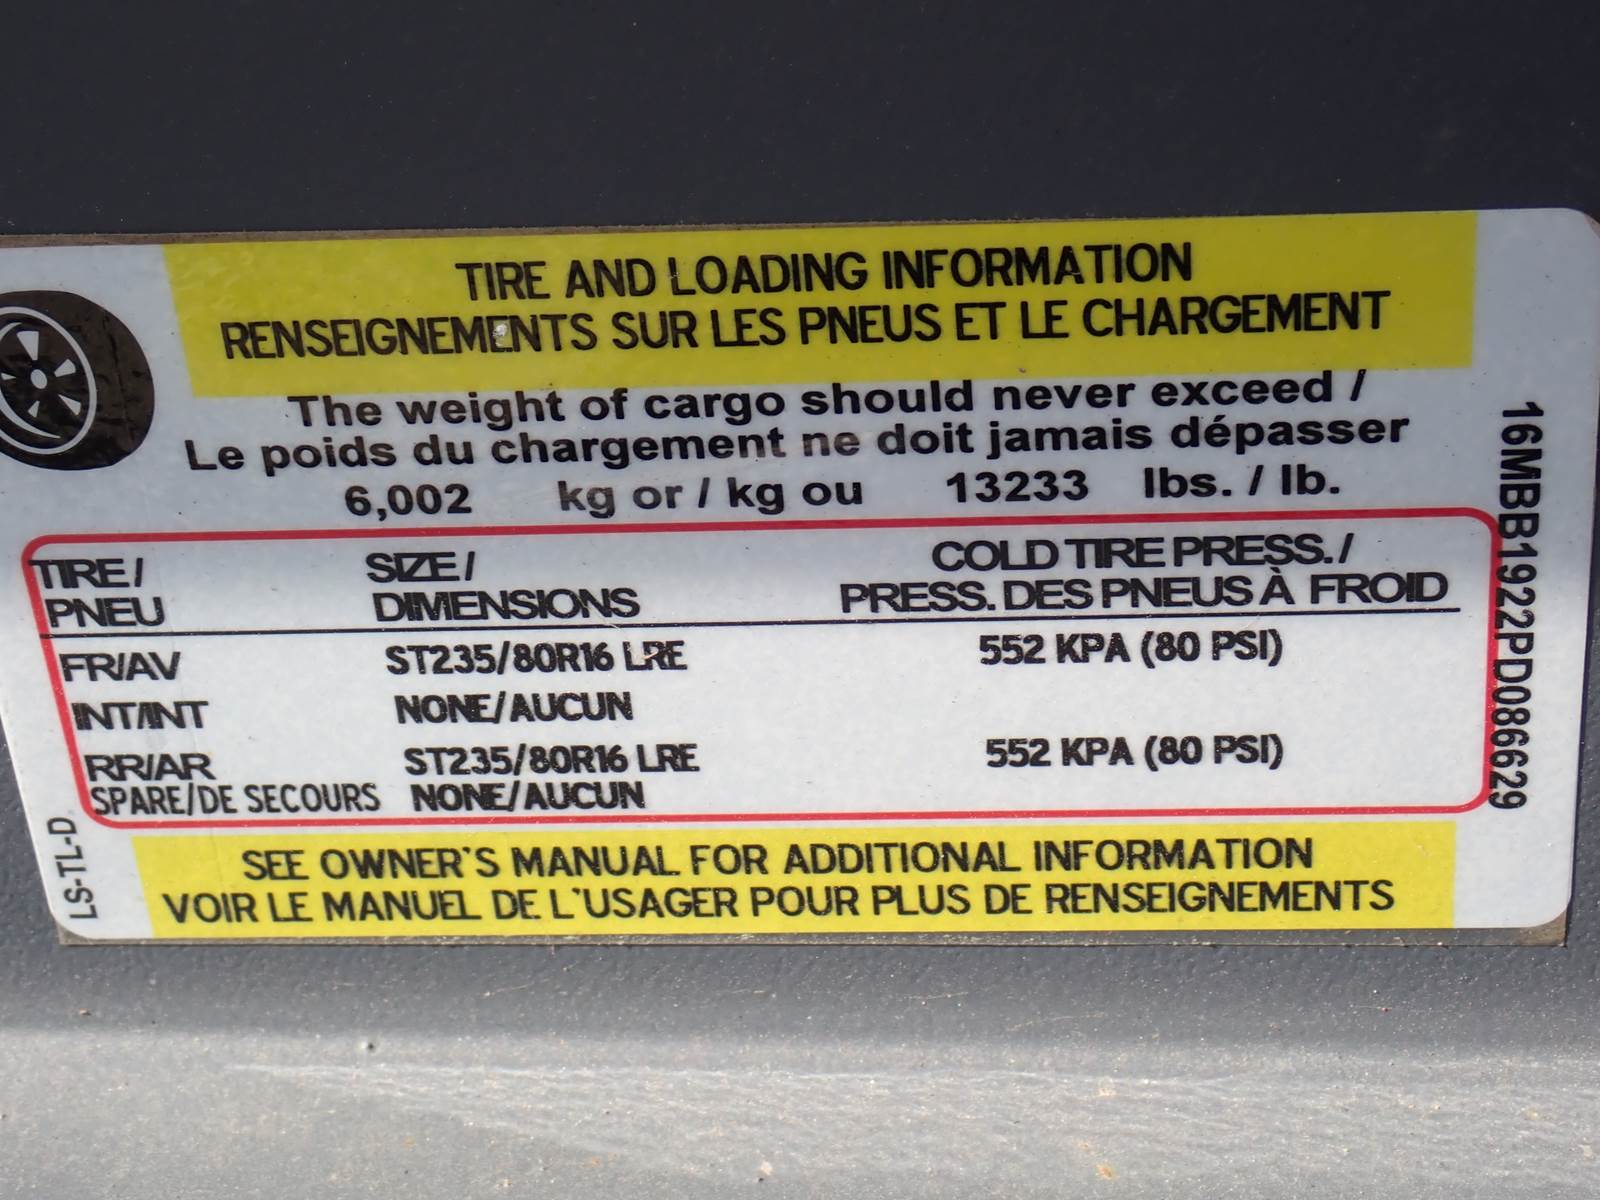 TIRE AND LOADING INFORMATION
RENSEIGNEMENTS SUR LES PNEUS ET LE CHARGEMENT
The weight of cargo should never exceed /
Le poids du chargement ne doit jamais dépasser
6,002 kg or / kg ou 13233 lbs. / lb.
TIRE / SIZE / COLD TIRE PRESS. /
PNEU DIMENSIONS PRESS. DES PNEUS À FROID
FR/AV ST235/80R16 LRE 552 KPA (80 PSI)
INT/INT NONE/AUCUN
RR/AR ST235/80R16 LRE 552 KPA (80 PSI)
SPARE/DE SECOURS NONE/AUCUN
SEE OWNER'S MANUAL FOR ADDITIONAL INFORMATION
VOIR LE MANUEL DE L'USAGER POUR PLUS DE RENSEIGNEMENTS
LS-TL-D
16MBB1922PD086629